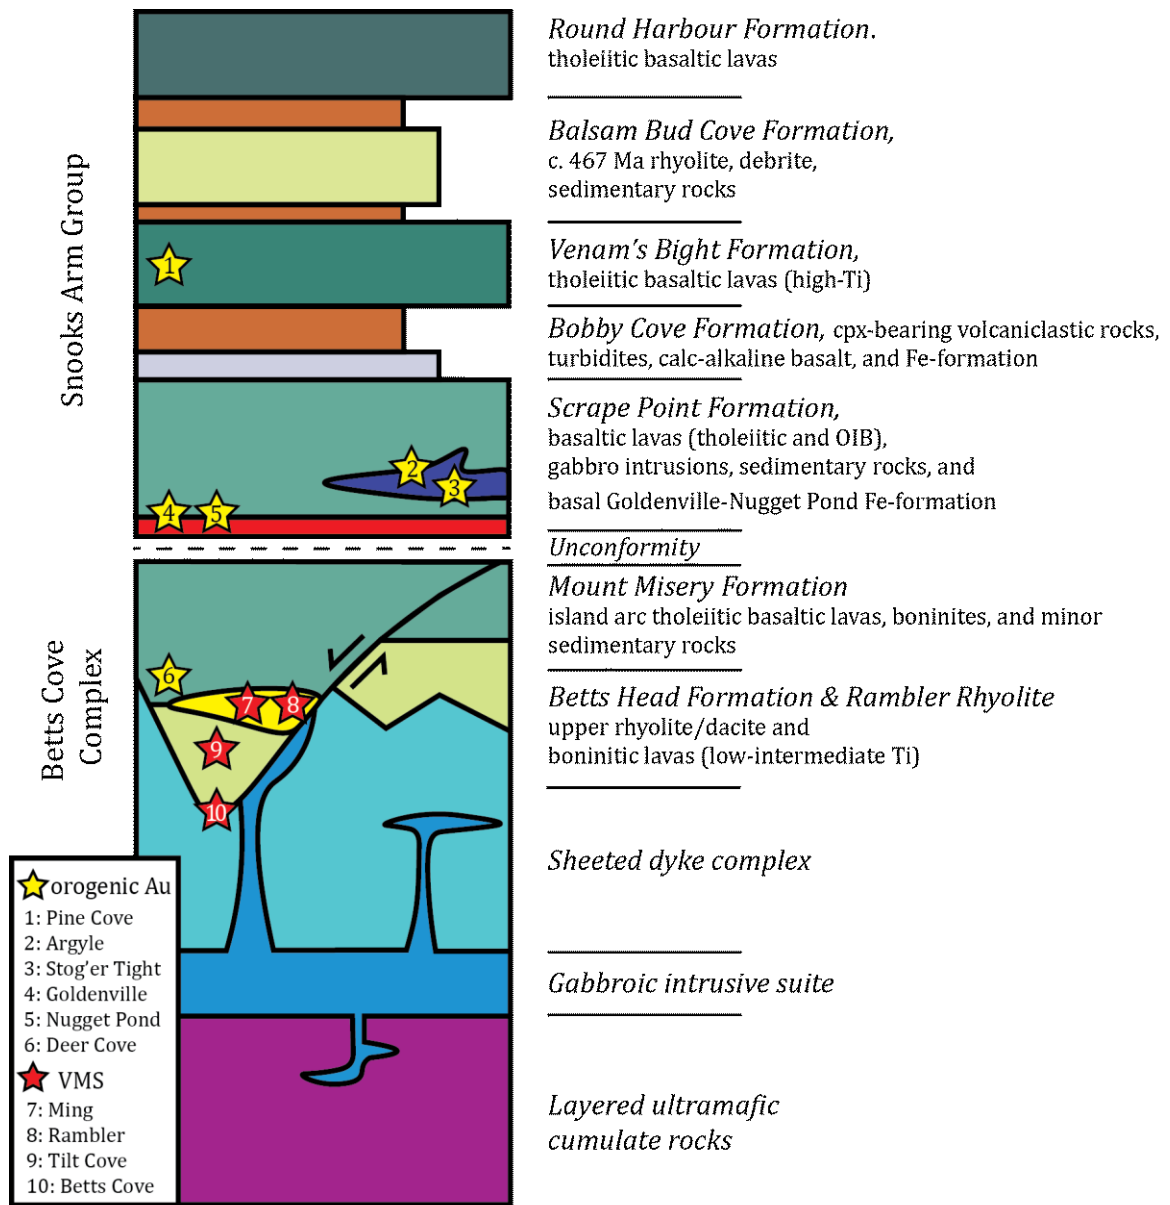 Snooks Arm Group
Round Harbour Formation.
tholeiitic basaltic lavas
Balsam Bud Cove Formation,
c. 467 Ma rhyolite, debrite,
sedimentary rocks
1
Venam's Bight Formation,
tholeiitic basaltic lavas (high-Ti)
Bobby Cove Formation, cpx-bearing volcaniclastic rocks,
turbidites, calc-alkaline basalt, and Fe-formation
Scrape Point Formation,
basaltic lavas (tholeiitic and OIB),
gabbro intrusions, sedimentary rocks, and
basal Goldenville-Nugget Pond Fe-formation
2
3
4
5
Unconformity
Betts Cove
Complex
Mount Misery Formation
island arc tholeiitic basaltic lavas, boninites, and minor
sedimentary rocks
6
7
8
9
10
Betts Head Formation & Rambler Rhyolite
upper rhyolite/dacite and
boninitic lavas (low-intermediate Ti)
Sheeted dyke complex
Gabbroic intrusive suite
Layered ultramafic
cumulate rocks
orogenic Au
1: Pine Cove
2: Argyle
3: Stog'er Tight
4: Goldenville
5: Nugget Pond
6: Deer Cove
VMS
7: Ming
8: Rambler
9: Tilt Cove
10: Betts Cove